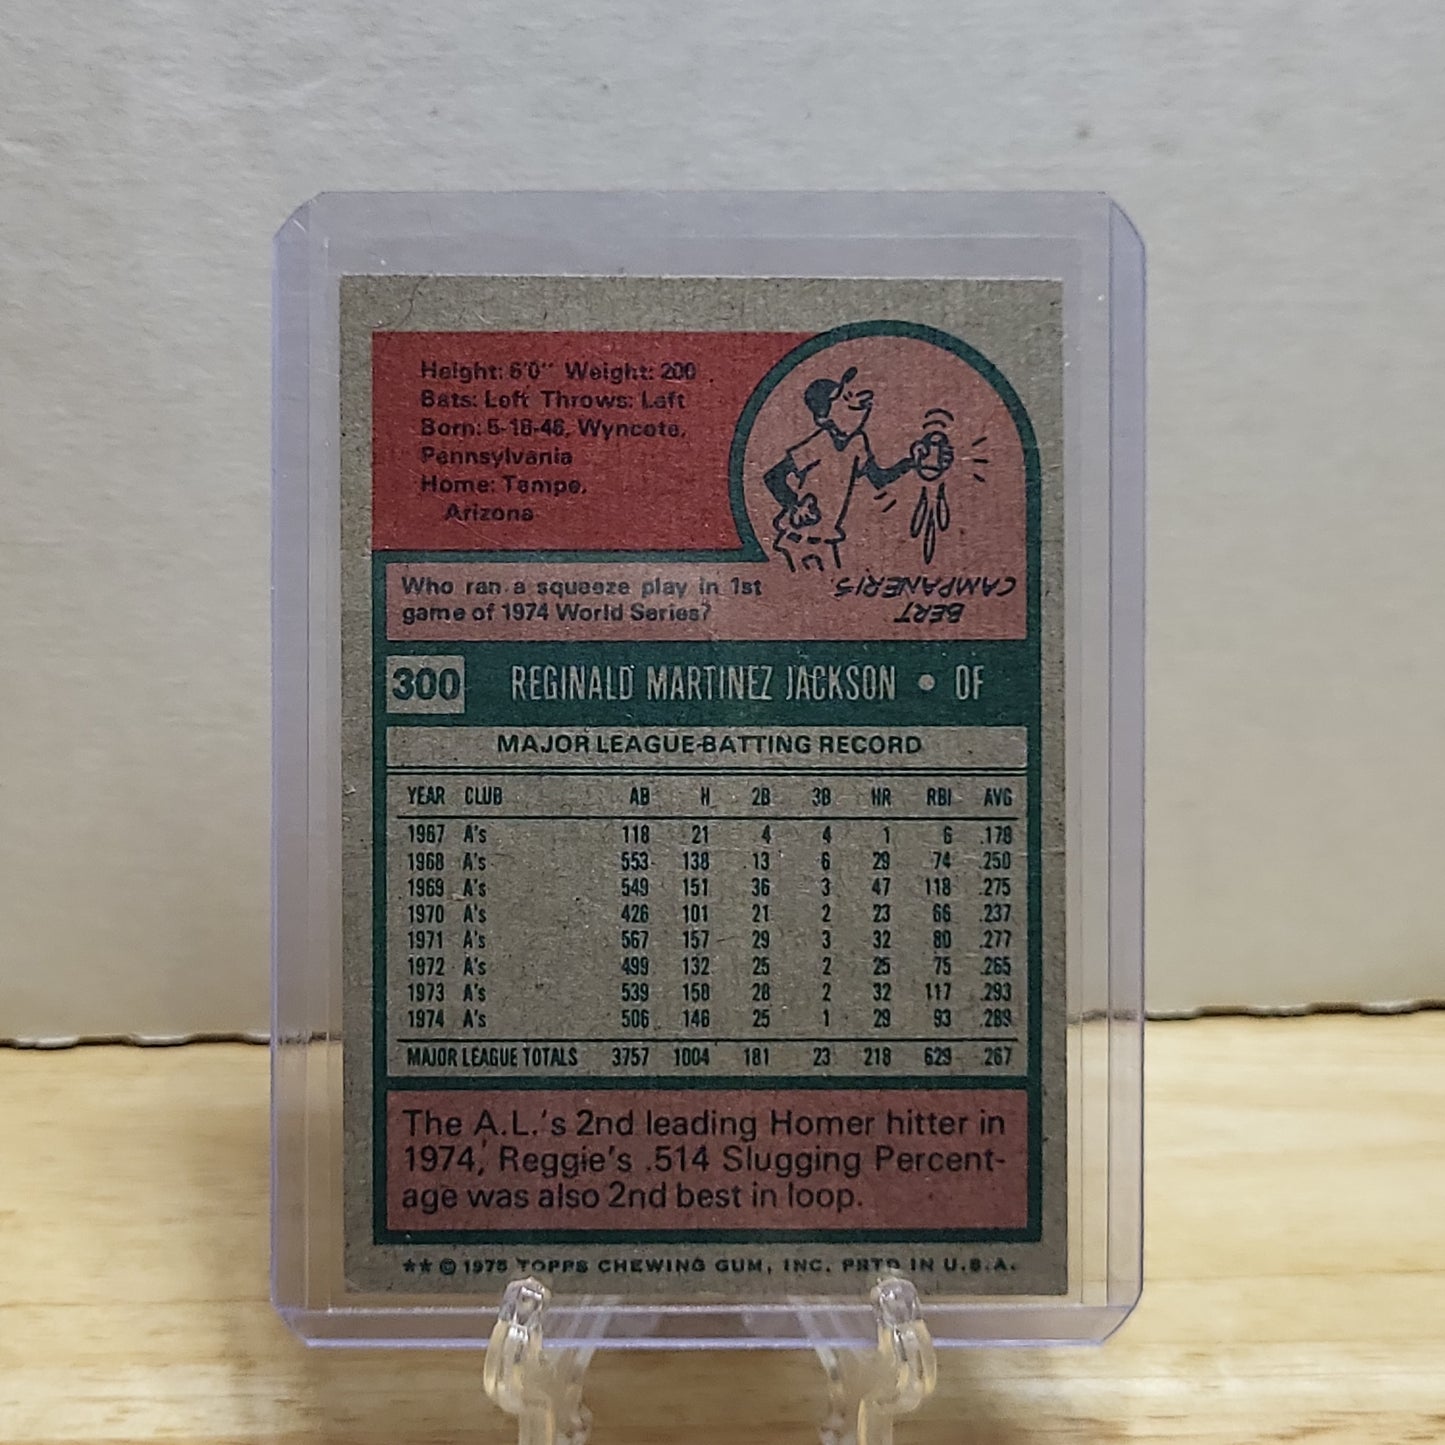 Height: 6'0" Weight: 200
Bats: Left Throws: Left
Born: 5-18-46, Wyncote,
Pennsylvania
Home: Tempe,
Arizona
Who ran a squeeze play in 1st
game of 1974 World Series?
BERT
CAMPANERIS
300 REGINALD MARTINEZ JACKSON • OF
MAJOR LEAGUE BATTING RECORD
YEAR CLUB AB H 2B 3B HR RBI AVG
1967 A's 118 21 4 4 1 6 .178
1968 A's 553 138 13 6 29 74 .250
1969 A's 549 151 36 3 47 118 .275
1970 A's 426 101 21 2 23 66 .237
1971 A's 567 157 29 3 32 80 .277
1972 A's 499 132 25 2 25 75 .265
1973 A's 539 158 28 2 32 117 .293
1974 A's 506 146 25 1 29 93 .289
MAJOR LEAGUE TOTALS 3757 1004 181 23 218 629 .267
The A.L.'s 2nd leading Homer hitter in
1974, Reggie's .514 Slugging Percent-
age was also 2nd best in loop.
** © 1975 TOPPS CHEWING GUM, INC. PRTD IN U.S.A.